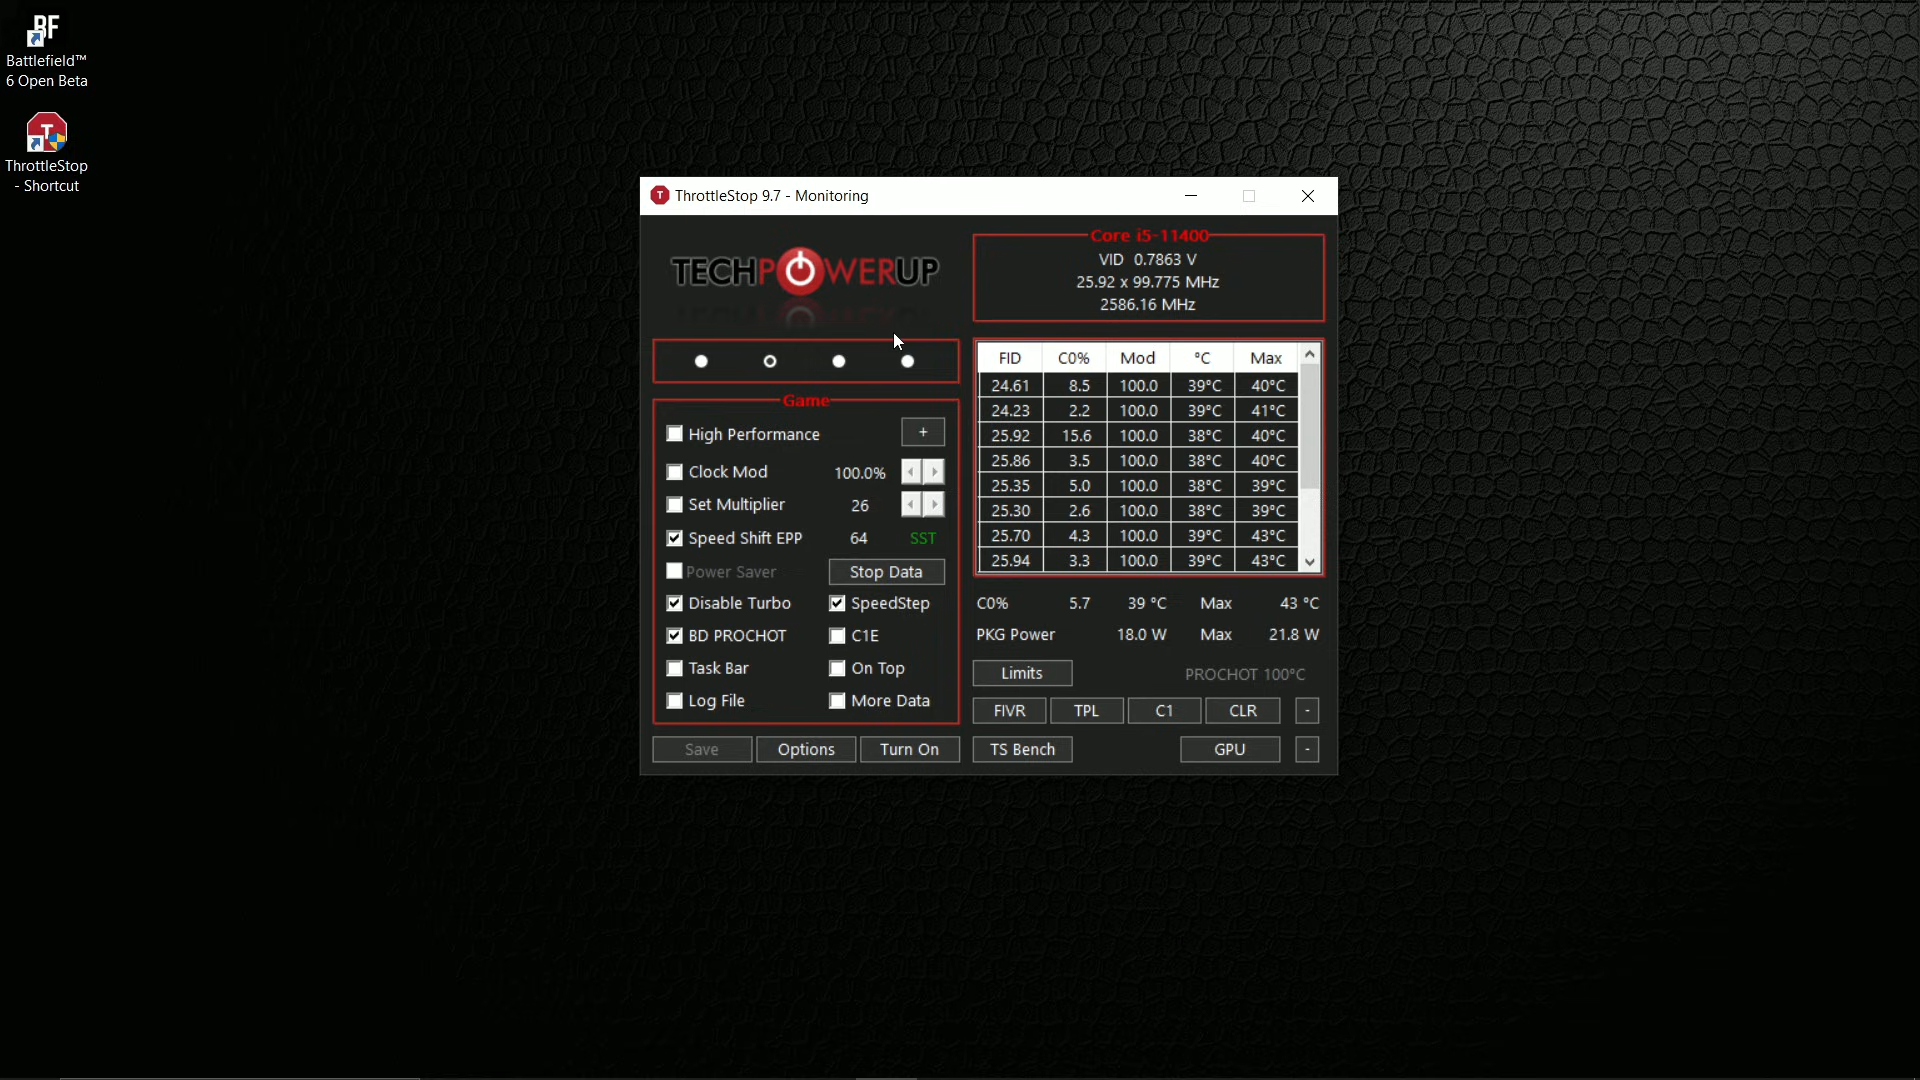 BF
Battlefield™
6 Open Beta
T
ThrottleStop
- Shortcut
T ThrottleStop 9.7 - Monitoring
TECHPOWERUP
Core i5-11400
VID 0.7863 V
25.92 x 99.775 MHz
2586.16 MHz
Game
High Performance +
Clock Mod 100.0%
Set Multiplier 26
Speed Shift EPP 64 SST
Power Saver Stop Data
Disable Turbo SpeedStep
BD PROCHOT C1E
Task Bar On Top
Log File More Data
Save Options Turn On
FID C0% Mod °C Max
24.61 8.5 100.0 39°C 40°C
24.23 2.2 100.0 39°C 41°C
25.92 15.6 100.0 38°C 40°C
25.86 3.5 100.0 38°C 40°C
25.35 5.0 100.0 38°C 39°C
25.30 2.6 100.0 38°C 39°C
25.70 4.3 100.0 39°C 43°C
25.94 3.3 100.0 39°C 43°C
C0% 5.7 39 °C Max 43 °C
PKG Power 18.0 W Max 21.8 W
Limits PROCHOT 100°C
FIVR TPL C1 CLR -
TS Bench GPU -